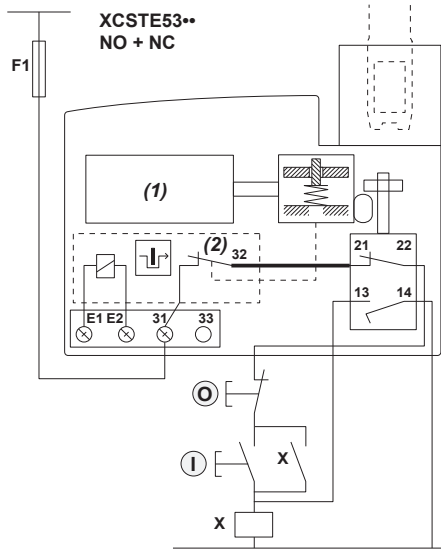 XCSTE53••
NO + NC
F1
(1)
(2)
32
21 22
13 14
E1 E2 31 33
O
I
X
X